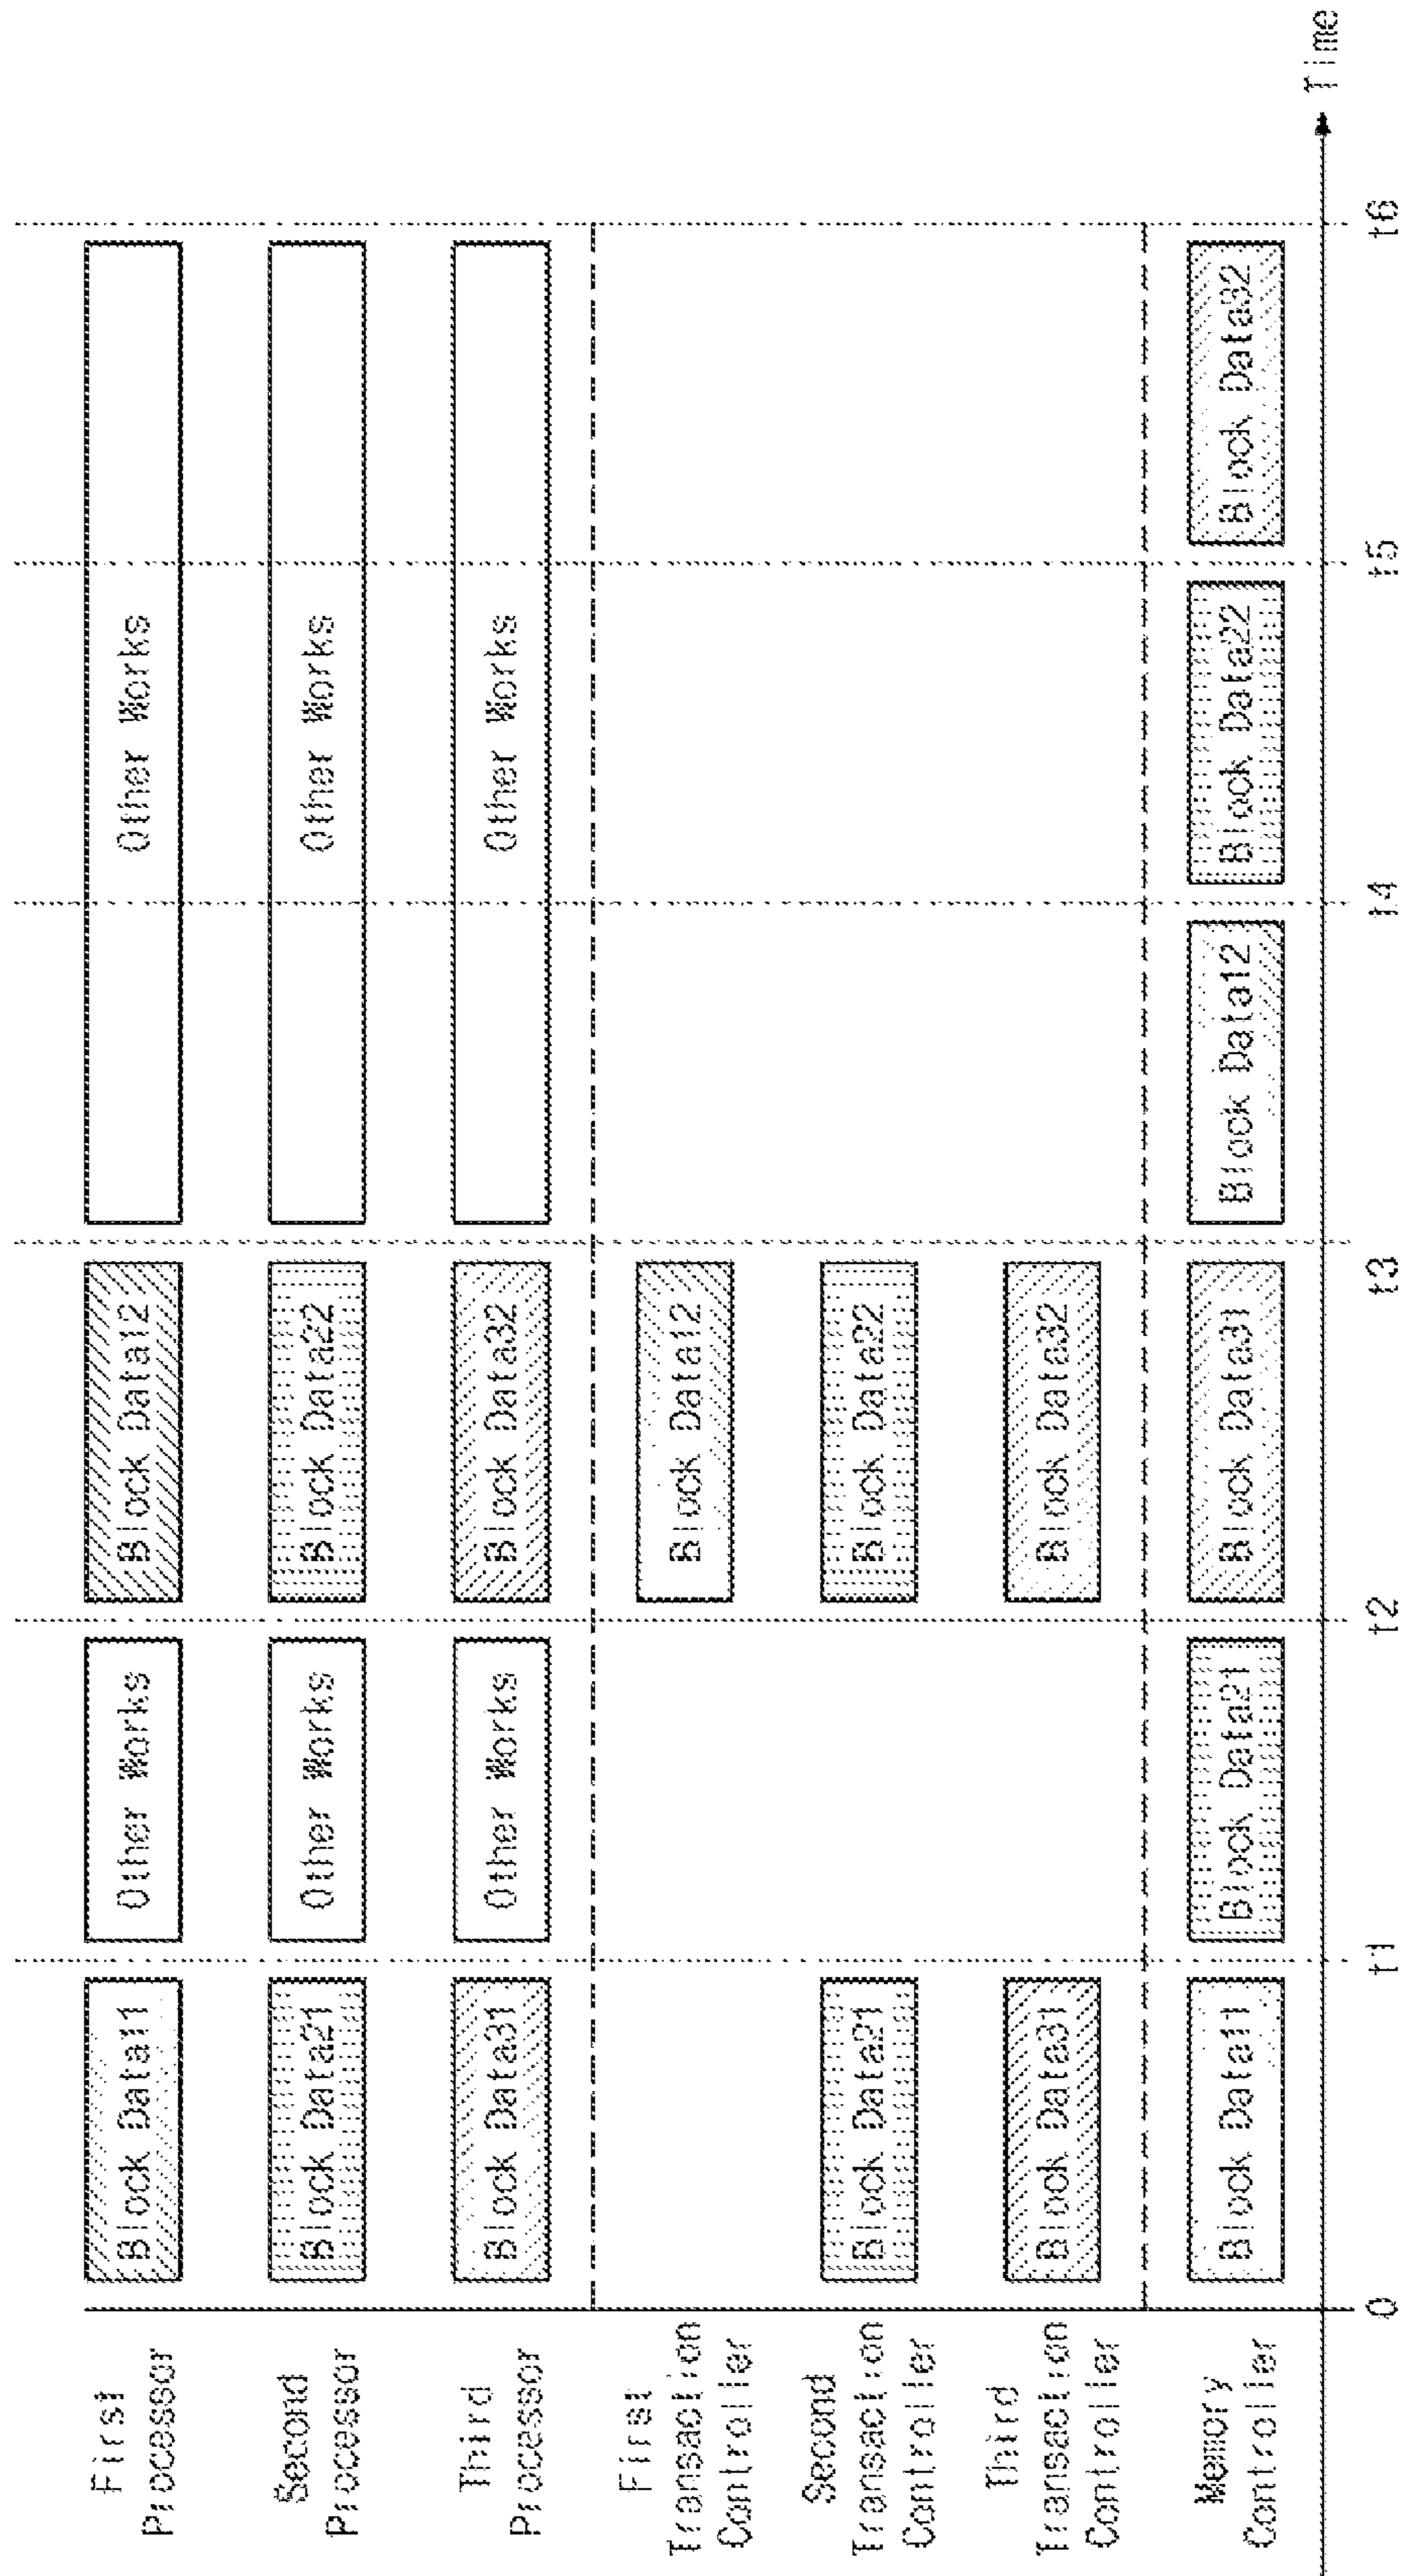 First
Processor
Block Data11
Other Works
Block Data12
Other Works
Second
Processor
Block Data21
Other Works
Block Data22
Other Works
Third
Processor
Block Data31
Other Works
Block Data32
Other Works
First
Transaction
Controller
Block Data12
Second
Transaction
Controller
Block Data21
Block Data22
Third
Transaction
Controller
Block Data31
Block Data32
Memory
Controller
Block Data11
Block Data21
Block Data31
Block Data12
Block Data22
Block Data32
0
t1
t2
t3
t4
t5
t6
Time